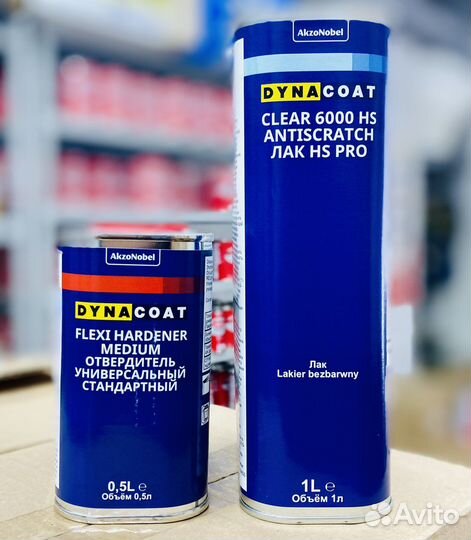 AkzoNobel
DYNACOAT
CLEAR 6000 HS
ANTISCRATCH
ЛАК HS PRO
Лак
Lakier bezbarwny
1L e
Объём 1л
AkzoNobel
DYNACOAT
FLEXI HARDENER
MEDIUM
ОТВЕРДИТЕЛЬ
УНИВЕРСАЛЬНЫЙ
СТАНДАРТНЫЙ
0,5L e
Объём 0,5л
Avito